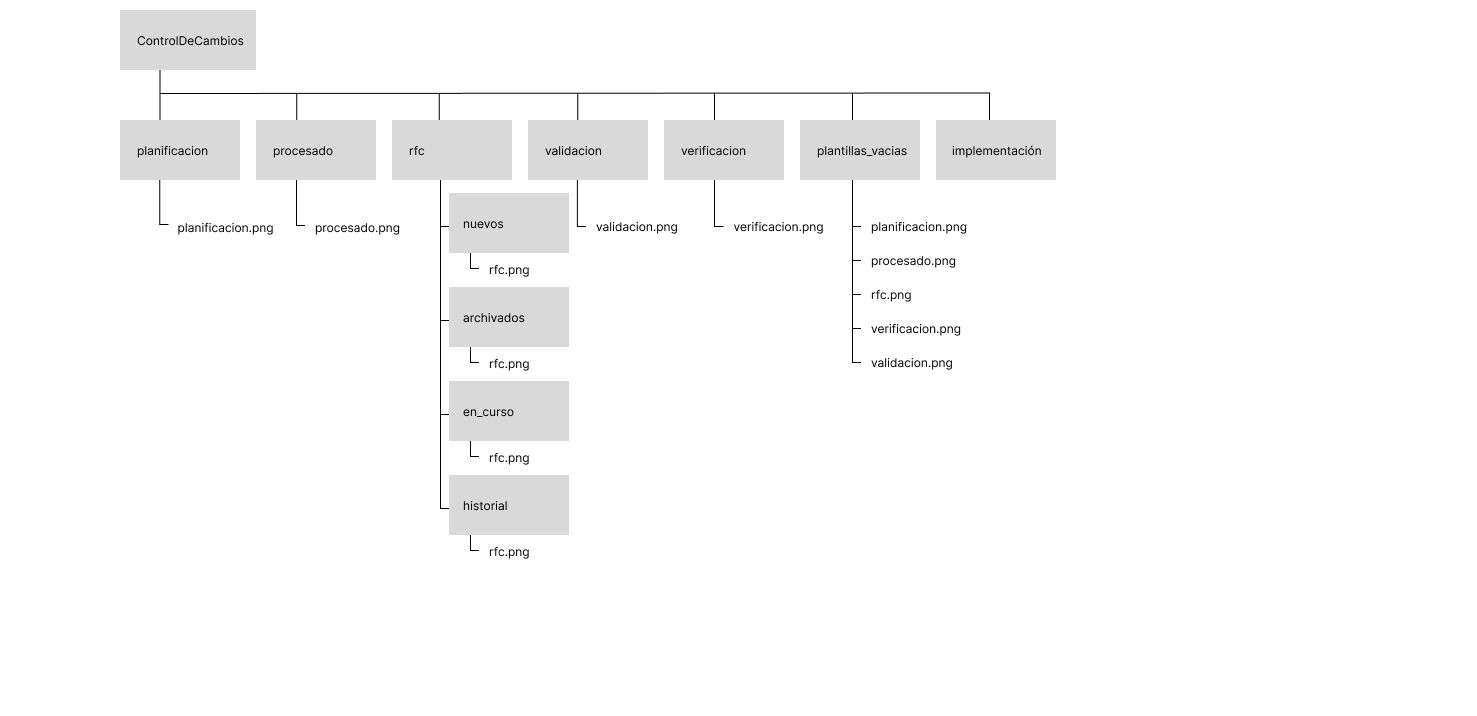 ControlDeCambios
planificacion
procesado
rfc
validacion
verificacion
plantillas_vacias
implementación
planificacion.png
procesado.png
nuevos
rfc.png
archivados
rfc.png
en_curso
rfc.png
historial
rfc.png
validacion.png
verificacion.png
planificacion.png
procesado.png
rfc.png
verificacion.png
validacion.png